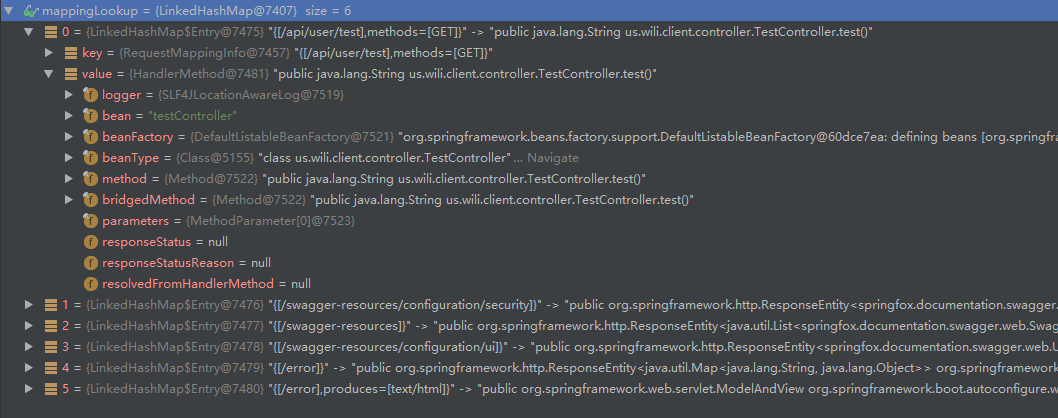 mappingLookup = {LinkedHashMap@7407} size = 6
0 = {LinkedHashMap$Entry@7475} "{[/api/user/test],methods=[GET]}" -> "public java.lang.String us.wili.client.controller.TestController.test()"
key = {RequestMappingInfo@7457} "{[/api/user/test],methods=[GET]}"
value = {HandlerMethod@7481} "public java.lang.String us.wili.client.controller.TestController.test()"
logger = {SLF4JLocationAwareLog@7519}
bean = "testController"
beanFactory = {DefaultListableBeanFactory@7521} "org.springframework.beans.factory.support.DefaultListableBeanFactory@60dce7ea: defining beans [org.springfra
beanType = {Class@5155} "class us.wili.client.controller.TestController"... Navigate
method = {Method@7522} "public java.lang.String us.wili.client.controller.TestController.test()"
bridgedMethod = {Method@7522} "public java.lang.String us.wili.client.controller.TestController.test()"
parameters = {MethodParameter[0]@7523}
responseStatus = null
responseStatusReason = null
resolvedFromHandlerMethod = null
1 = {LinkedHashMap$Entry@7476} "{[/swagger-resources/configuration/security]}" -> "public org.springframework.http.ResponseEntity<springfox.documentation.swagger.
2 = {LinkedHashMap$Entry@7477} "{[/swagger-resources]}" -> "public org.springframework.http.ResponseEntity<java.util.List<springfox.documentation.swagger.web.Swag
3 = {LinkedHashMap$Entry@7478} "{[/swagger-resources/configuration/ui]}" -> "public org.springframework.http.ResponseEntity<springfox.documentation.swagger.web.U
4 = {LinkedHashMap$Entry@7479} "{[/error]}" -> "public org.springframework.http.ResponseEntity<java.util.Map<java.lang.String, java.lang.Object>> org.springframework
5 = {LinkedHashMap$Entry@7480} "{[/error],produces=[text/html]}" -> "public org.springframework.web.servlet.ModelAndView org.springframework.boot.autoconfigure.w